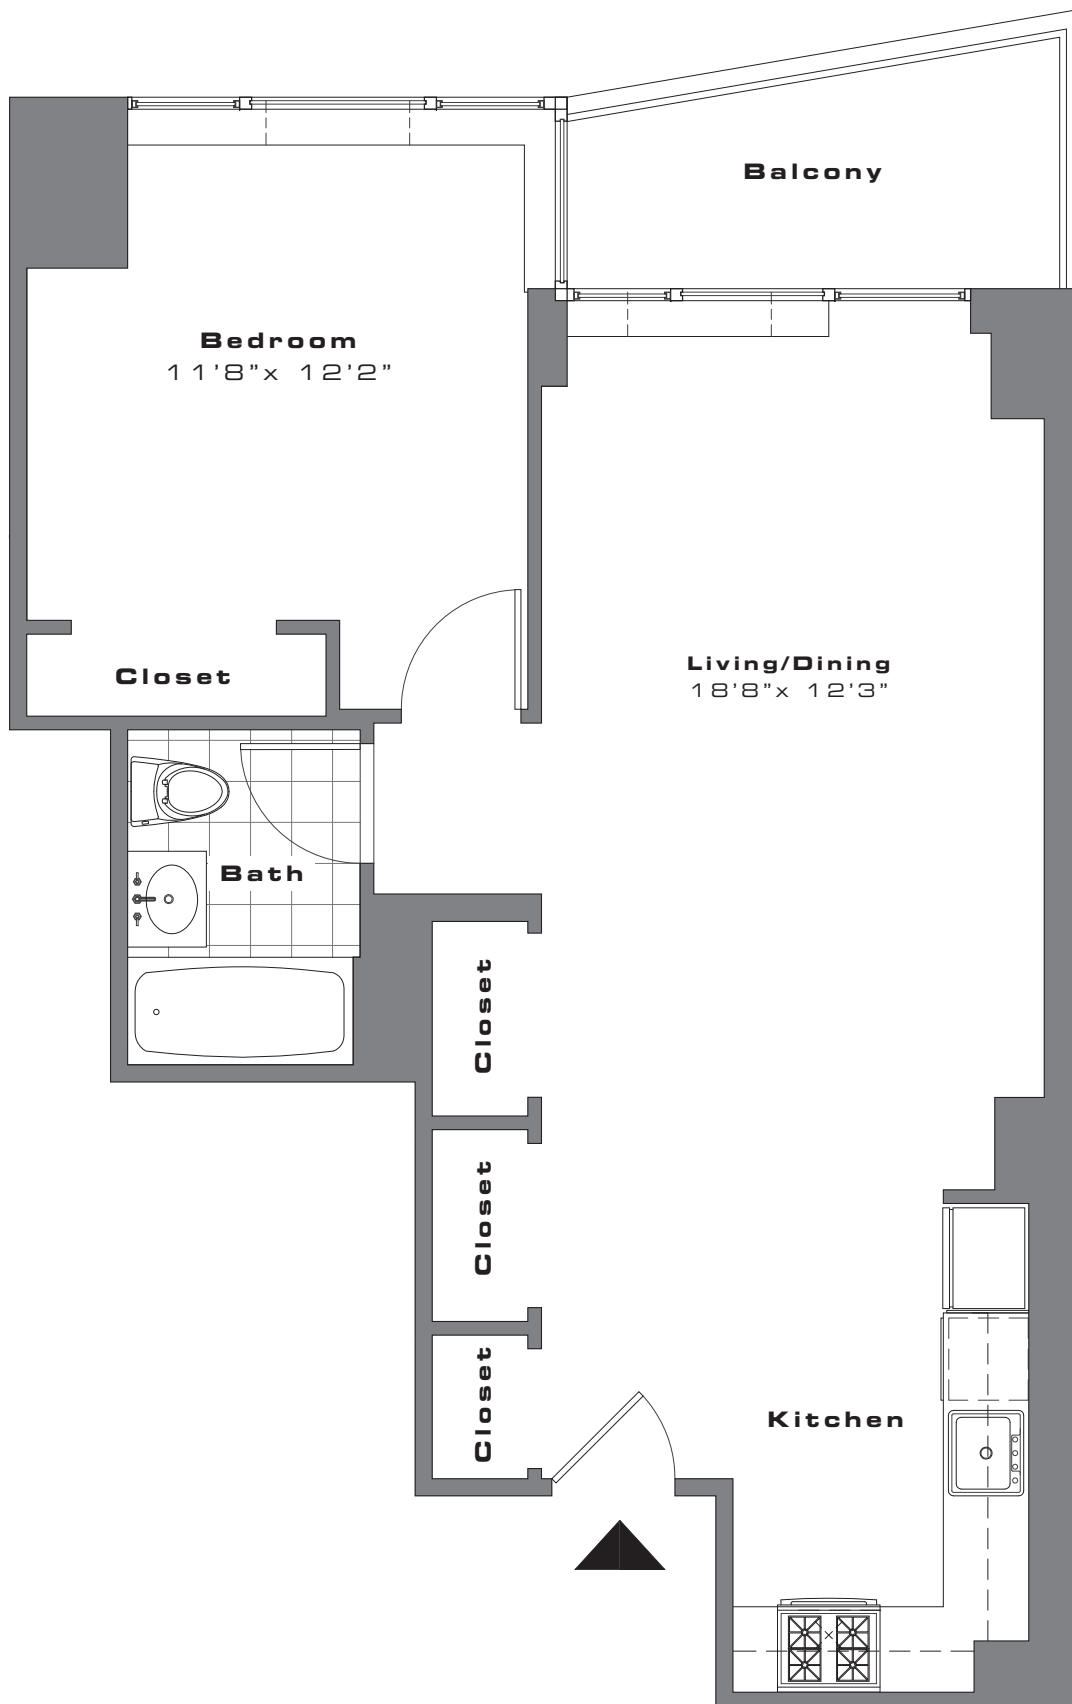 Balcony
Bedroom
11'8"x 12'2"
Living/Dining
18'8"x 12'3"
Closet
Bath
Closet
Closet
Closet
Kitchen